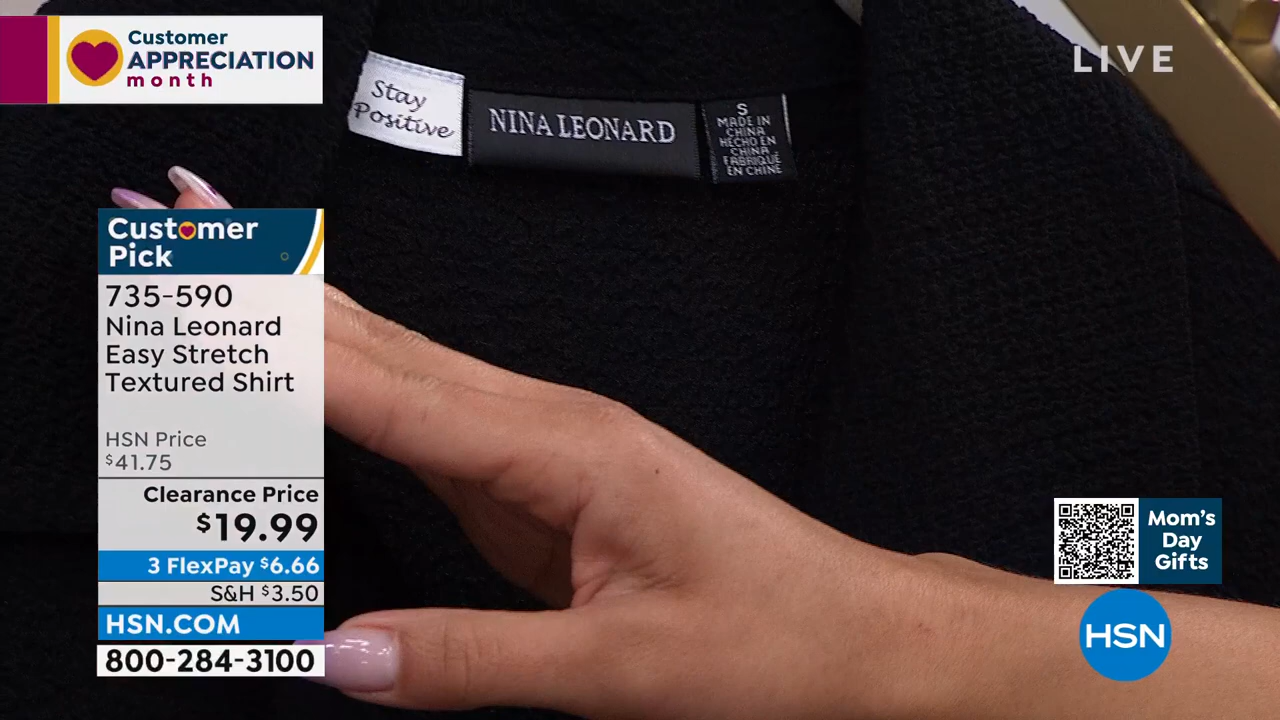 Customer
APPRECIATION
month
LIVE
Stay
Positive
NINA LEONARD
S
MADE IN
CHINA
HECHO EN
CHINA
FABRIQUÉ
EN CHINE
Customer
Pick
735-590
Nina Leonard
Easy Stretch
Textured Shirt
HSN Price
$41.75
Clearance Price
$19.99
3 FlexPay $6.66
S&H $3.50
HSN.COM
800-284-3100
Mom's
Day
Gifts
HSN